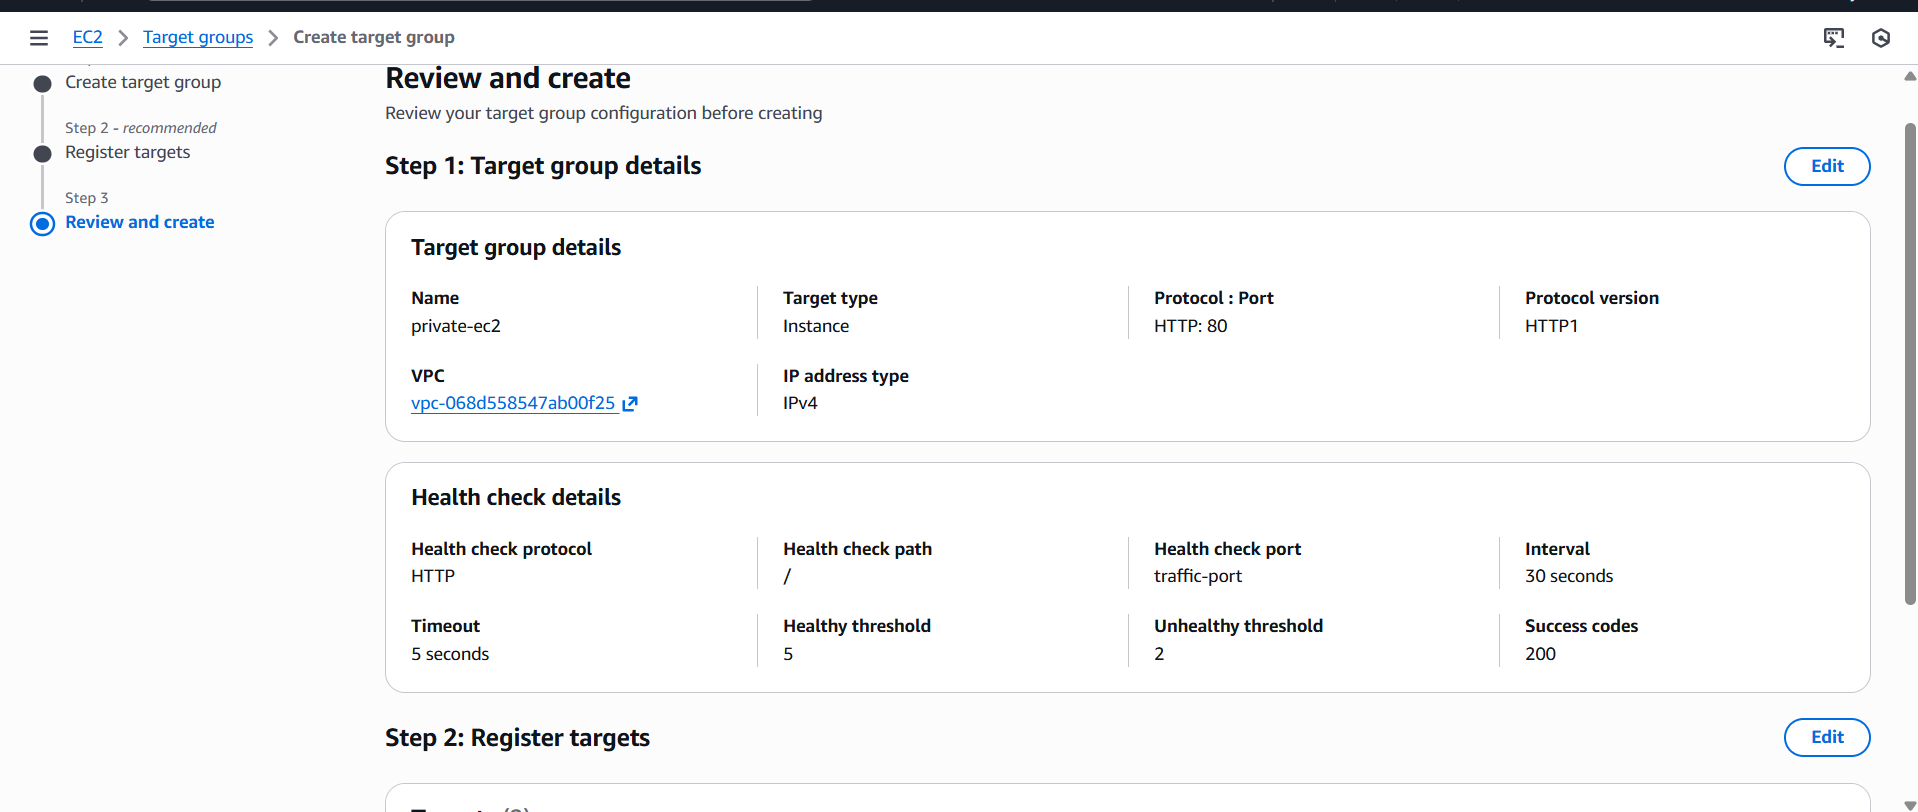 EC2 > Target groups > Create target group
Create target group
Step 2 - recommended
Register targets
Step 3
Review and create
Review and create
Review your target group configuration before creating
Step 1: Target group details
Edit
Target group details
Name
private-ec2
Target type
Instance
Protocol : Port
HTTP: 80
Protocol version
HTTP1
VPC
vpc-068d558547ab00f25
IP address type
IPv4
Health check details
Health check protocol
HTTP
Health check path
/
Health check port
traffic-port
Interval
30 seconds
Timeout
5 seconds
Healthy threshold
5
Unhealthy threshold
2
Success codes
200
Step 2: Register targets
Edit